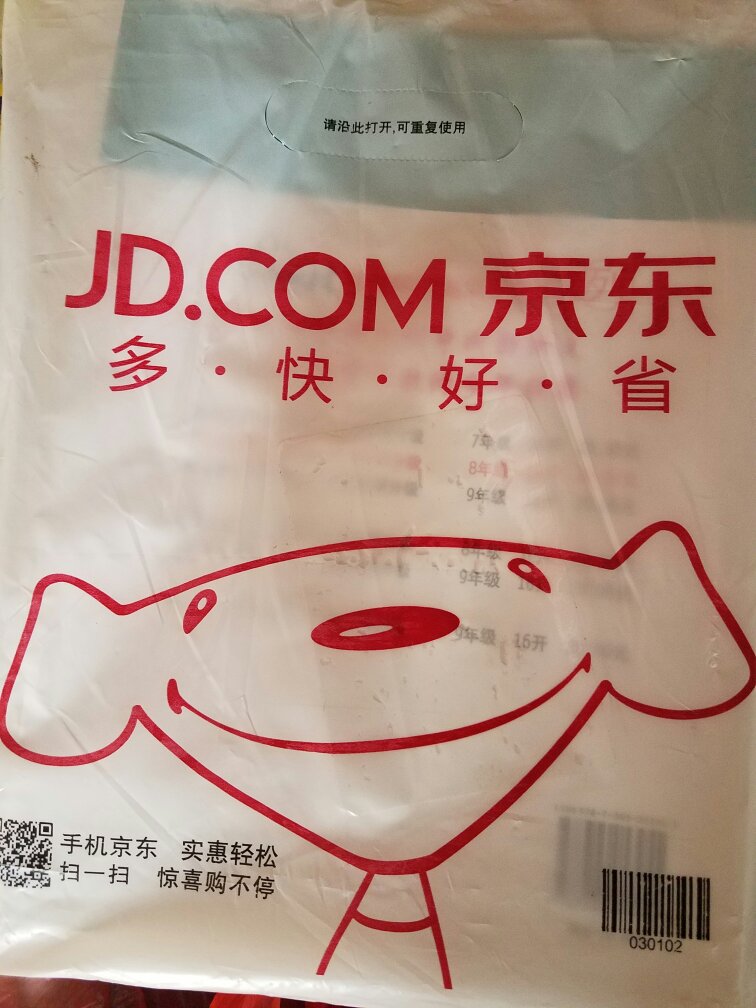 请沿此打开,可重复使用
JD.COM 京东
多·快·好·省
7年级
8年级
9年级
8年级
9年级 16
9年级 16开
手机京东 实惠轻松
扫一扫 惊喜购不停
030102